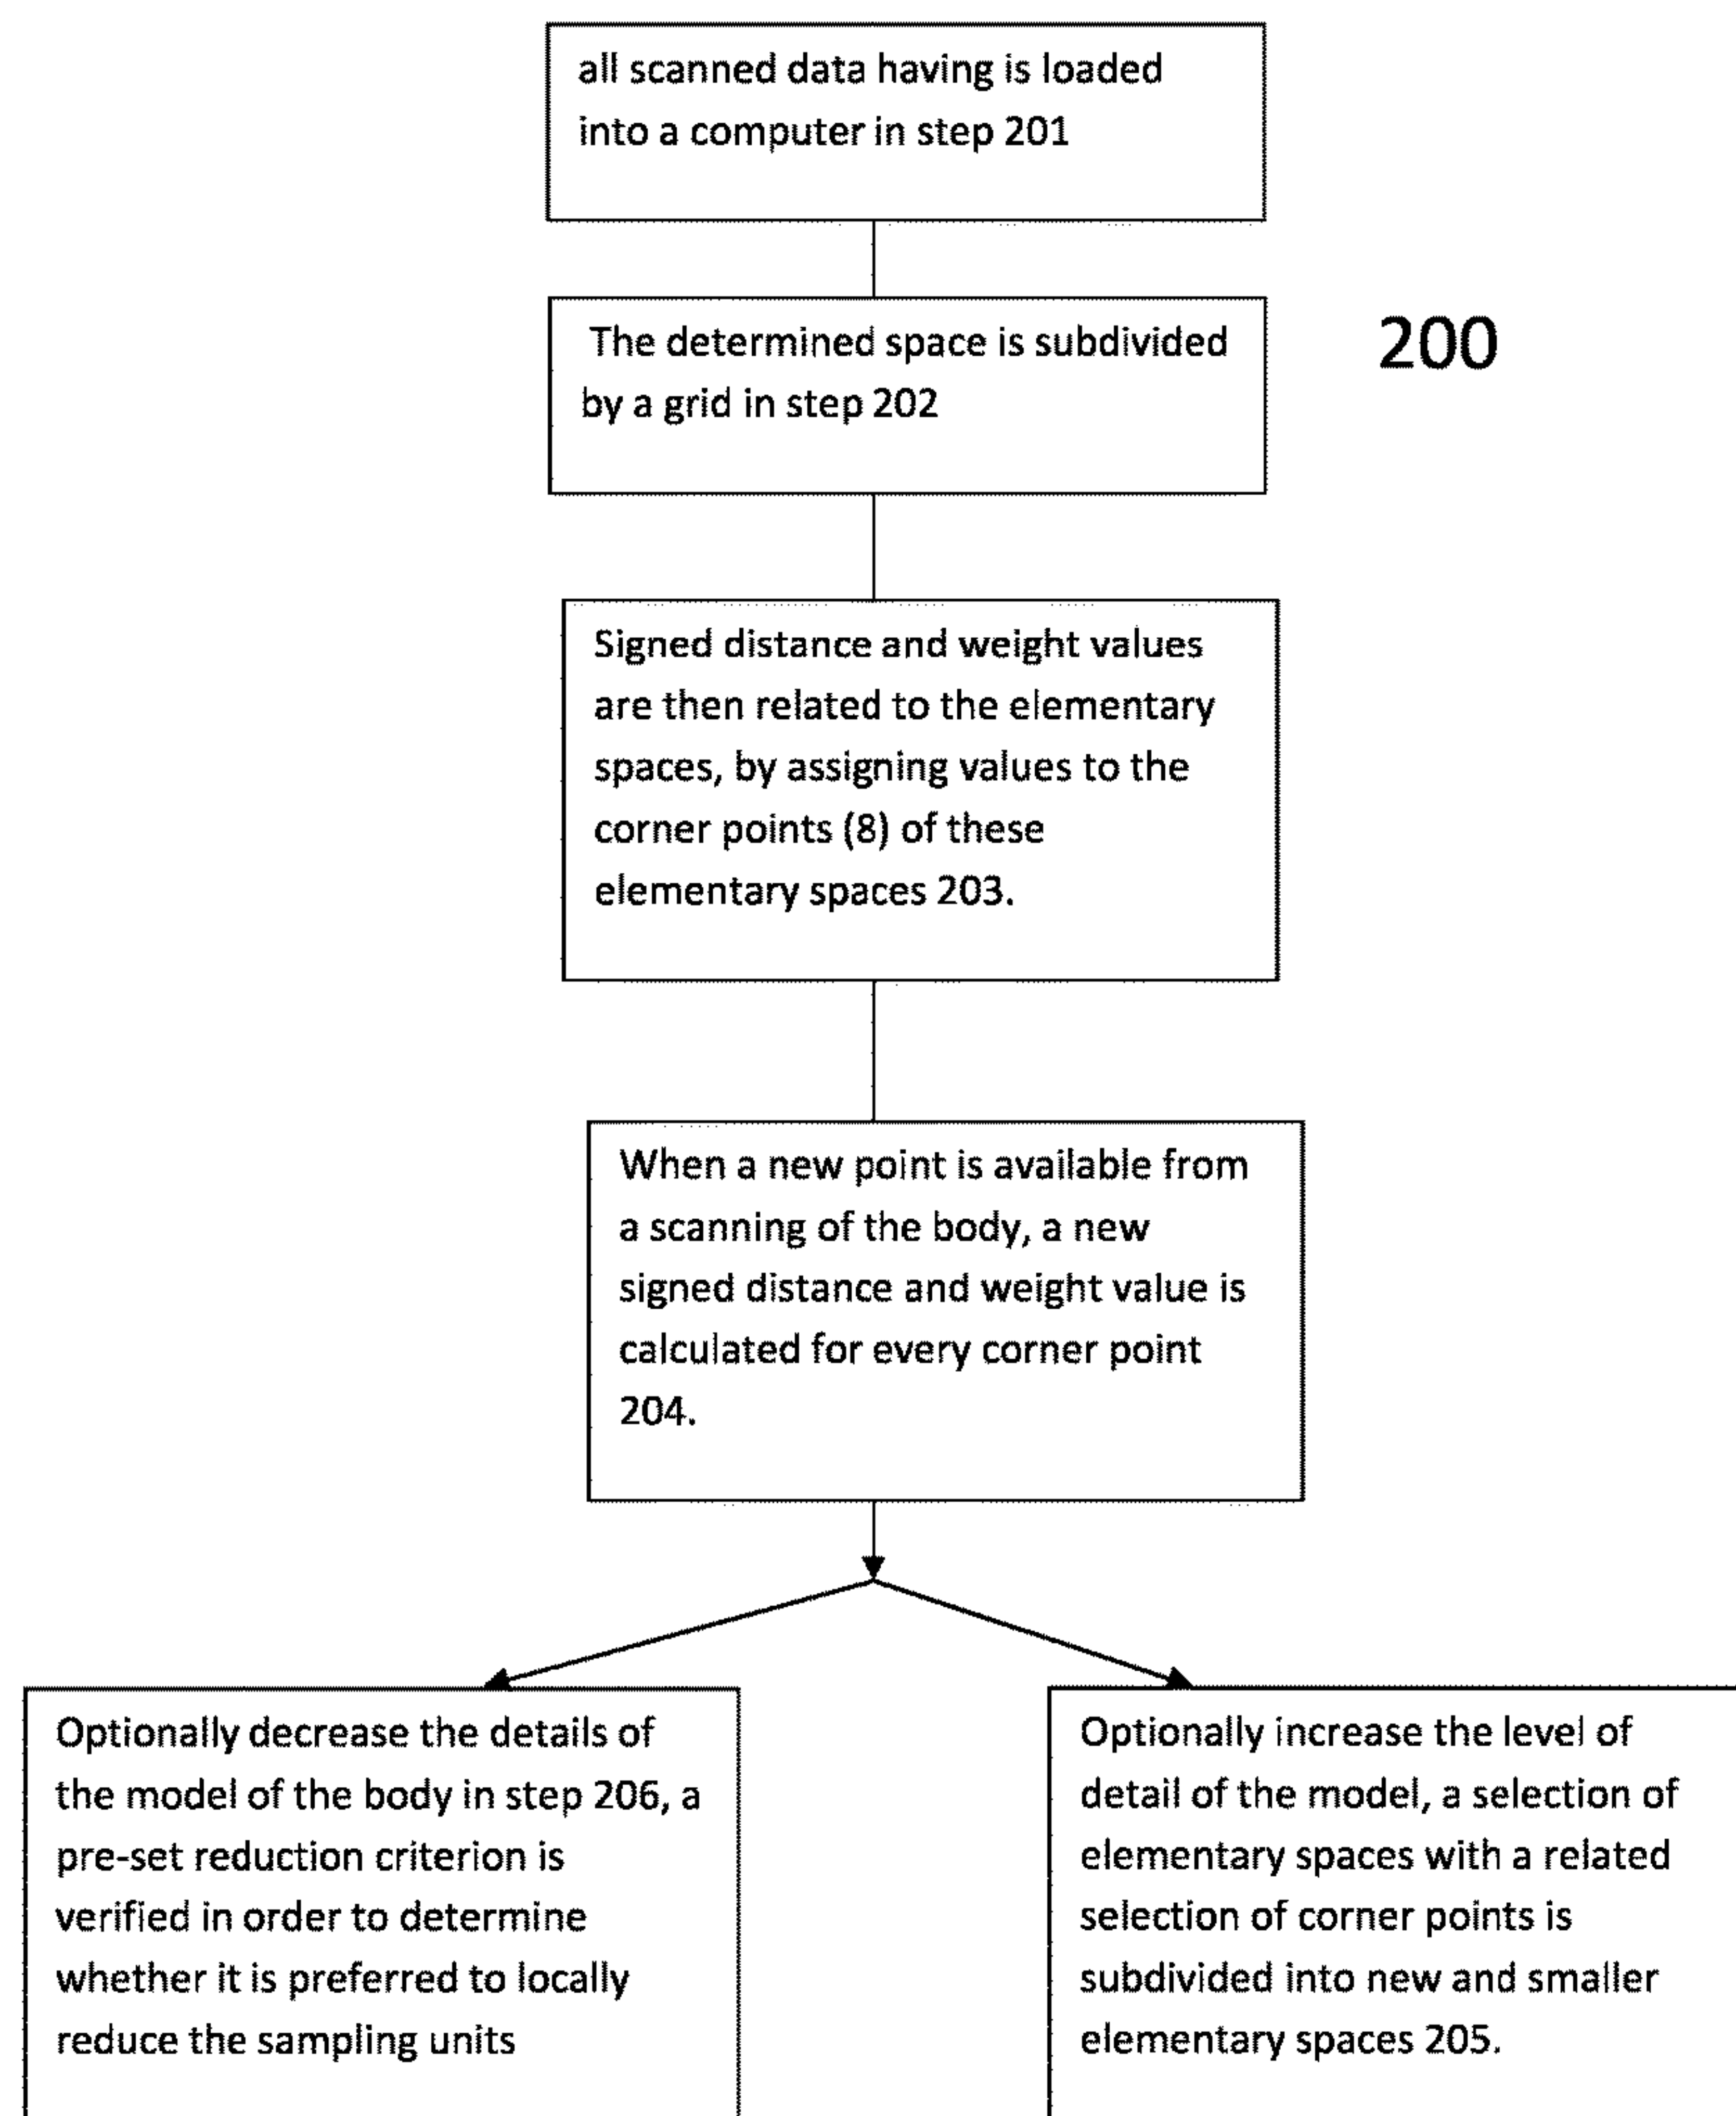 all scanned data having is loaded
into a computer in step 201
The determined space is subdivided
by a grid in step 202
200
Signed distance and weight values
are then related to the elementary
spaces, by assigning values to the
corner points (8) of these
elementary spaces 203.
When a new point is available from
a scanning of the body, a new
signed distance and weight value is
calculated for every corner point
204.
Optionally decrease the details of
the model of the body in step 206, a
pre-set reduction criterion is
verified in order to determine
whether it is preferred to locally
reduce the sampling units
Optionally increase the level of
detail of the model, a selection of
elementary spaces with a related
selection of corner points is
subdivided into new and smaller
elementary spaces 205.